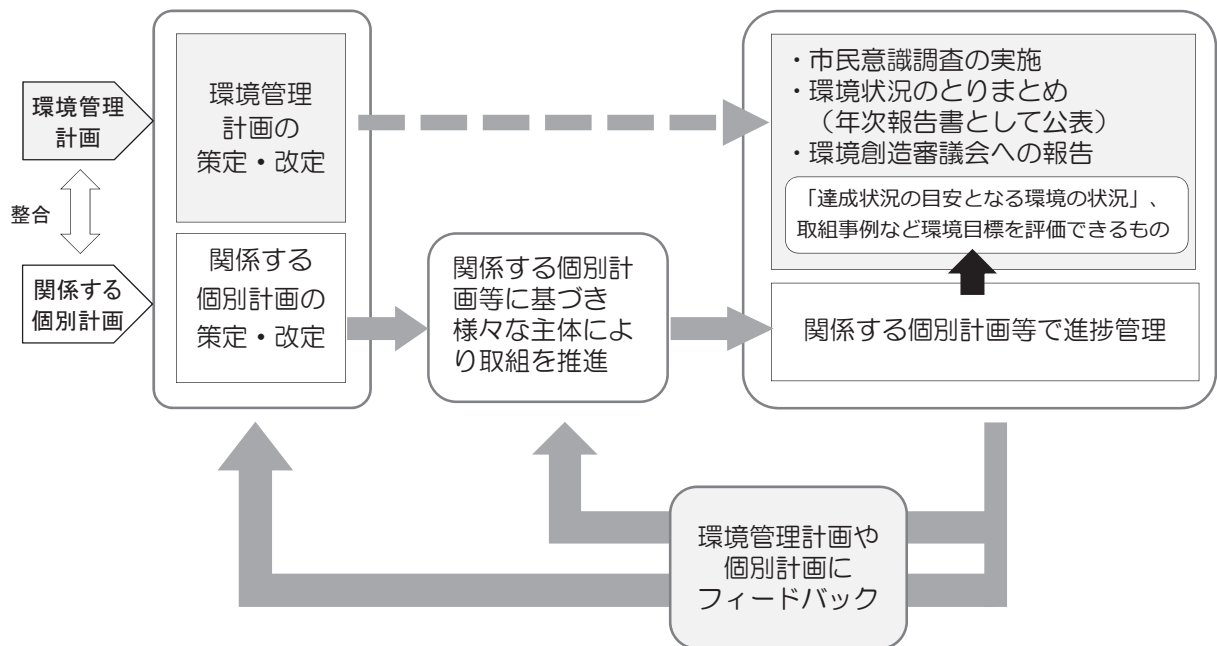 環境管理
計画
整合
関係する
個別計画
環境管理
計画の
策定・改定
関係する
個別計画の
策定・改定
関係する個別計
画等に基づき
様々な主体によ
り取組を推進
・市民意識調査の実施
・環境状況のとりまとめ
（年次報告書として公表）
・環境創造審議会への報告
「達成状況の目安となる環境の状況」、
取組事例など環境目標を評価できるもの
関係する個別計画等で進捗管理
環境管理計画や
個別計画に
フィードバック